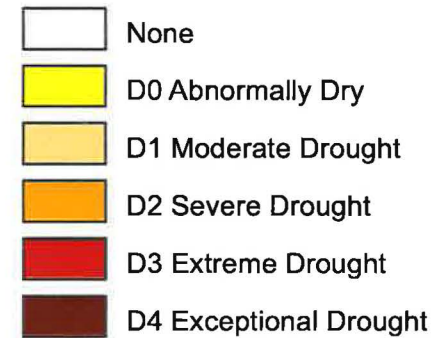 None
D0 Abnormally Dry
D1 Moderate Drought
D2 Severe Drought
D3 Extreme Drought
D4 Exceptional Drought